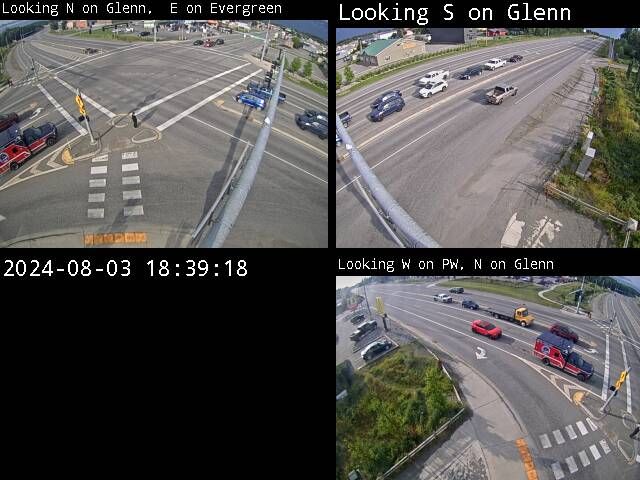 Looking N on Glenn,  E on Evergreen
Looking S on Glenn
2024-08-03 18:39:18
Looking W on PW, N on Glenn